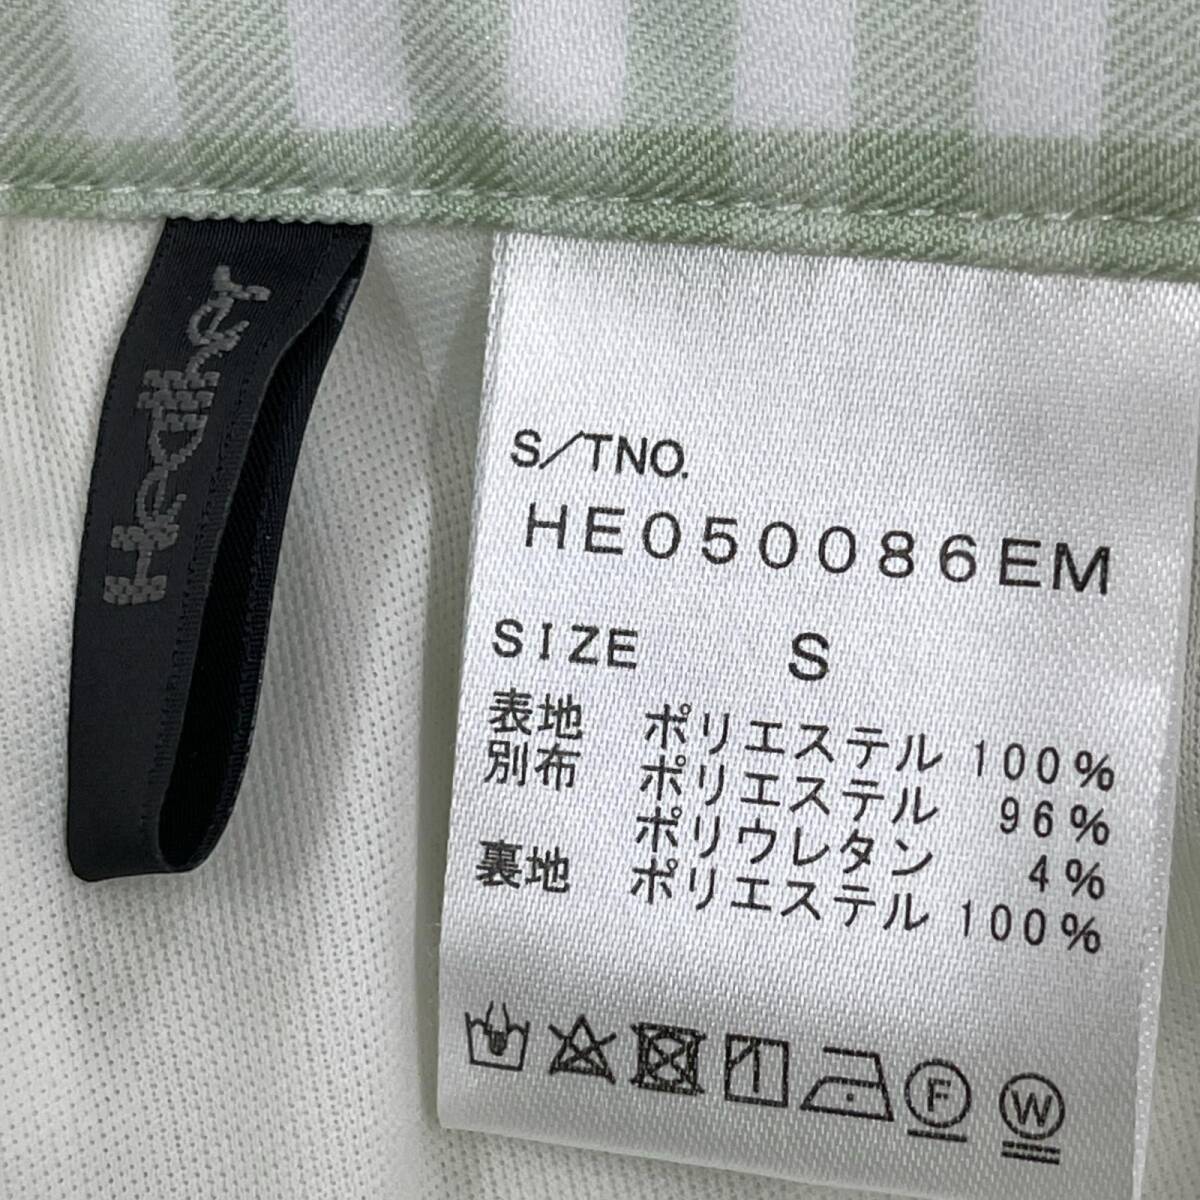 Heather
S/TNO.
HE050086EM
SIZE S
表地 ポリエステル 100%
別布 ポリエステル 96%
ポリウレタン 4%
裏地 ポリエステル 100%
F W